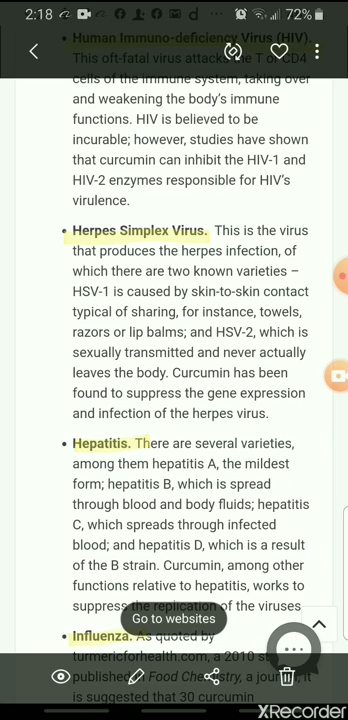 2:18
72%
• Human Immuno-deficiency Virus (HIV).
This oft-fatal virus attacks the T or CD4
cells of the immune system, taking over
and weakening the body's immune
functions. HIV is believed to be
incurable; however, studies have shown
that curcumin can inhibit the HIV-1 and
HIV-2 enzymes responsible for HIV's
virulence.
• Herpes Simplex Virus. This is the virus
that produces the herpes infection, of
which there are two known varieties –
HSV-1 is caused by skin-to-skin contact
typical of sharing, for instance, towels,
razors or lip balms; and HSV-2, which is
sexually transmitted and never actually
leaves the body. Curcumin has been
found to suppress the gene expression
and infection of the herpes virus.
• Hepatitis. There are several varieties,
among them hepatitis A, the mildest
form; hepatitis B, which is spread
through blood and body fluids; hepatitis
C, which spreads through infected
blood; and hepatitis D, which is a result
of the B strain. Curcumin, among other
functions relative to hepatitis, works to
suppress the replication of the viruses
Go to websites
• Influenza. As quoted by
turmericforhealth.com, a 2010
published in Food Chemistry, a journal, it
is suggested that 30 curcumin
XRecorder